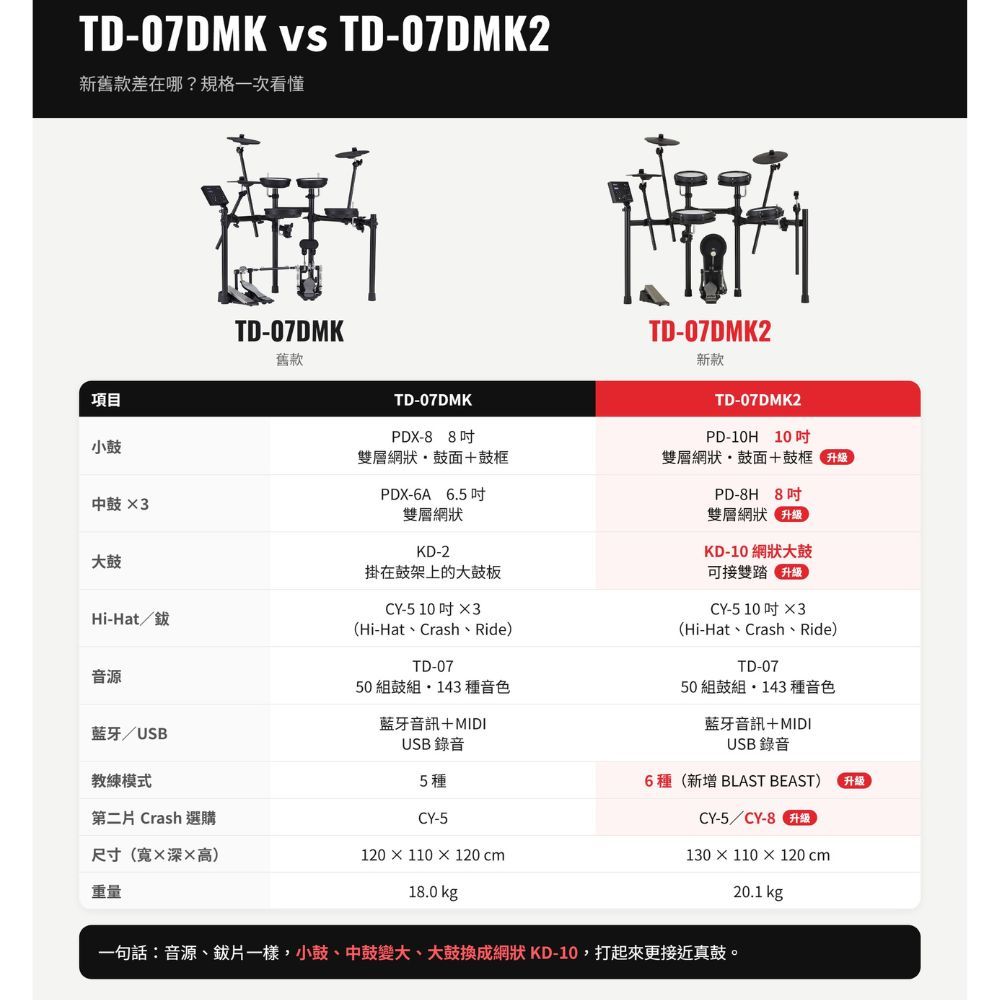 TD-07DMK vs TD-07DMK2
新舊款差在哪？規格一次看懂
TD-07DMK
舊款
TD-07DMK2
新款
項目 TD-07DMK TD-07DMK2
小鼓
PDX-8 8 吋
雙層網狀・鼓面＋鼓框
PD-10H 10 吋
雙層網狀・鼓面＋鼓框 升級
中鼓 ×3
PDX-6A 6.5 吋
雙層網狀
PD-8H 8 吋
雙層網狀 升級
大鼓
KD-2
掛在鼓架上的大鼓板
KD-10 網狀大鼓
可接雙踏 升級
Hi-Hat／鈸
CY-5 10 吋 ×3
（Hi-Hat、Crash、Ride）
CY-5 10 吋 ×3
（Hi-Hat、Crash、Ride）
音源
TD-07
50 組鼓組・143 種音色
TD-07
50 組鼓組・143 種音色
藍牙／USB
藍牙音訊＋MIDI
USB 錄音
藍牙音訊＋MIDI
USB 錄音
教練模式 5 種 6 種（新增 BLAST BEAST） 升級
第二片 Crash 選購 CY-5 CY-5／CY-8 升級
尺寸（寬×深×高） 120 × 110 × 120 cm 130 × 110 × 120 cm
重量 18.0 kg 20.1 kg
一句話：音源、鈸片一樣，小鼓、中鼓變大、大鼓換成網狀 KD-10，打起來更接近真鼓。